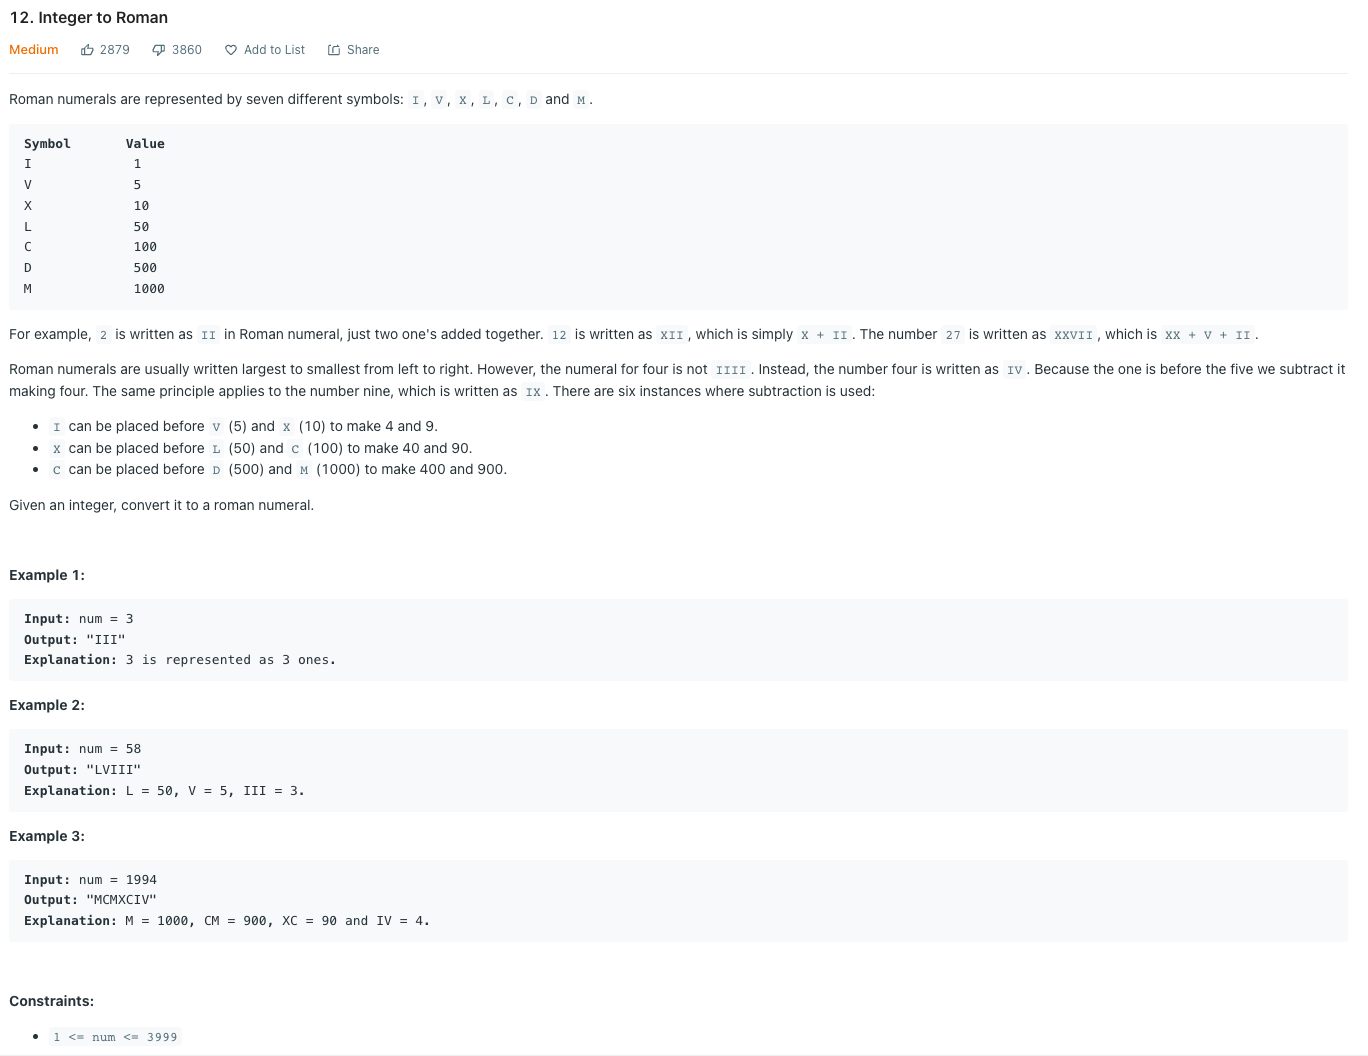 12. Integer to Roman
Medium 2879 3860 Add to List Share
Roman numerals are represented by seven different symbols: I, V, X, L, C, D and M.
Symbol Value
I 1
V 5
X 10
L 50
C 100
D 500
M 1000
For example, 2 is written as II in Roman numeral, just two one's added together. 12 is written as XII, which is simply X + II. The number 27 is written as XXVII, which is XX + V + II.
Roman numerals are usually written largest to smallest from left to right. However, the numeral for four is not IIII. Instead, the number four is written as IV. Because the one is before the five we subtract it
making four. The same principle applies to the number nine, which is written as IX. There are six instances where subtraction is used:
• I can be placed before V (5) and X (10) to make 4 and 9.
• X can be placed before L (50) and C (100) to make 40 and 90.
• C can be placed before D (500) and M (1000) to make 400 and 900.
Given an integer, convert it to a roman numeral.
Example 1:
Input: num = 3
Output: "III"
Explanation: 3 is represented as 3 ones.
Example 2:
Input: num = 58
Output: "LVIII"
Explanation: L = 50, V = 5, III = 3.
Example 3:
Input: num = 1994
Output: "MCMXCIV"
Explanation: M = 1000, CM = 900, XC = 90 and IV = 4.
Constraints:
• 1 <= num <= 3999